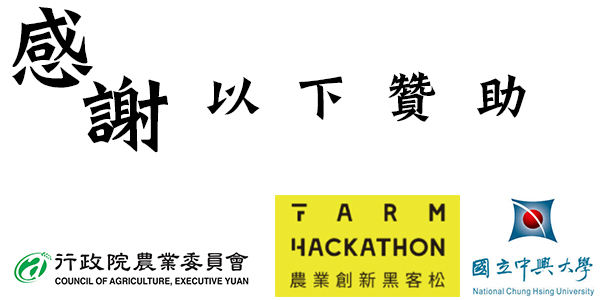 感謝以下贊助
行政院農業委員會
COUNCIL OF AGRICULTURE, EXECUTIVE YUAN
FARM
HACKATHON
農業創新黑客松
國立中興大學
National Chung Hsing University